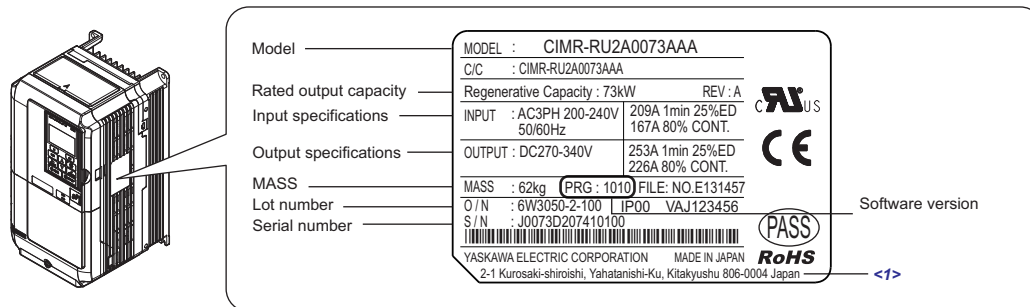 Model
Rated output capacity
Input specifications
Output specifications
MASS
Lot number
Serial number
MODEL : CIMR-RU2A0073AAA
C/C : CIMR-RU2A0073AAA
Regenerative Capacity : 73kW REV : A
INPUT : AC3PH 200-240V 50/60Hz 209A 1min 25%ED
167A 80% CONT.
OUTPUT : DC270-340V 253A 1min 25%ED
226A 80% CONT.
MASS : 62kg PRG : 1010 FILE: NO.E131457
O / N : 6W3050-2-100 IP00 VAJ123456
S / N : J0073D207410100
YASKAWA ELECTRIC CORPORATION MADE IN JAPAN
2-1 Kurosaki-shiroishi, Yahatanishi-Ku, Kitakyushu 806-0004 Japan
c RU US
CE
PASS
RoHS
Software version
<1>